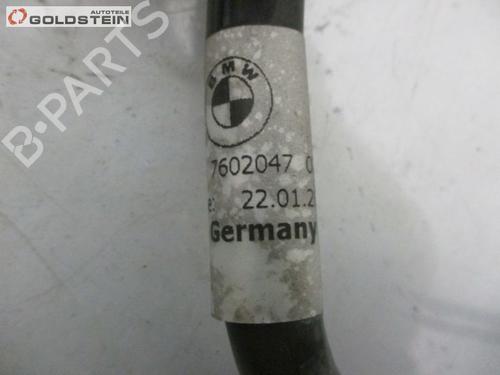 AUTOTEILE
GOLDSTEIN
B-PARTS
BMW
7602047 0
e: 22.01.2
Germany